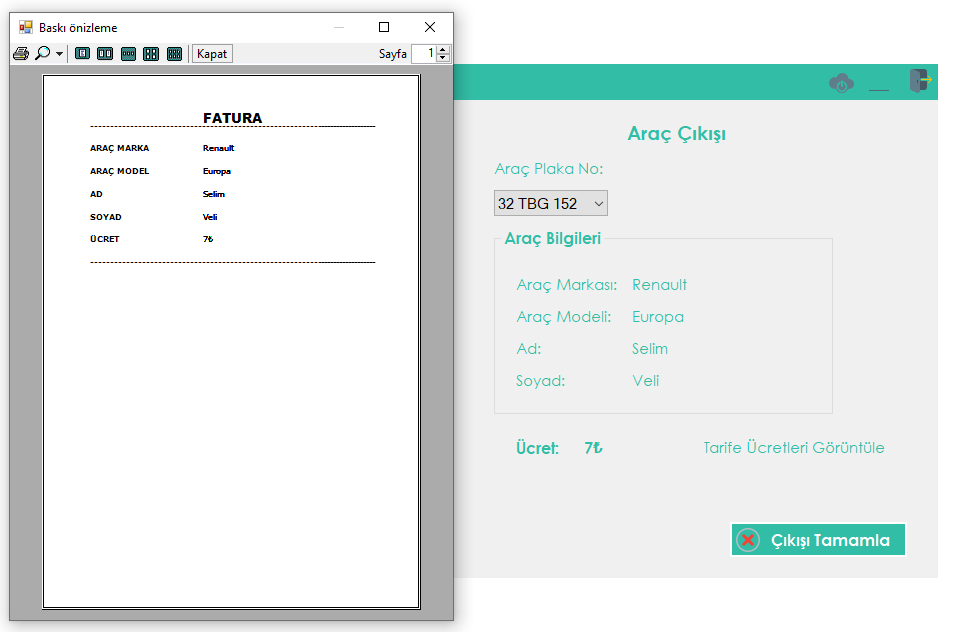 Baskı önizleme
Kapat
Sayfa 1
FATURA
ARAÇ MARKA Renault
ARAÇ MODEL Europa
AD Selim
SOYAD Veli
ÜCRET 7₺
Araç Çıkışı
Araç Plaka No:
32 TBG 152
Araç Bilgileri
Araç Markası: Renault
Araç Modeli: Europa
Ad: Selim
Soyad: Veli
Ücret: 7₺ Tarife Ücretleri Görüntüle
Çıkışı Tamamla